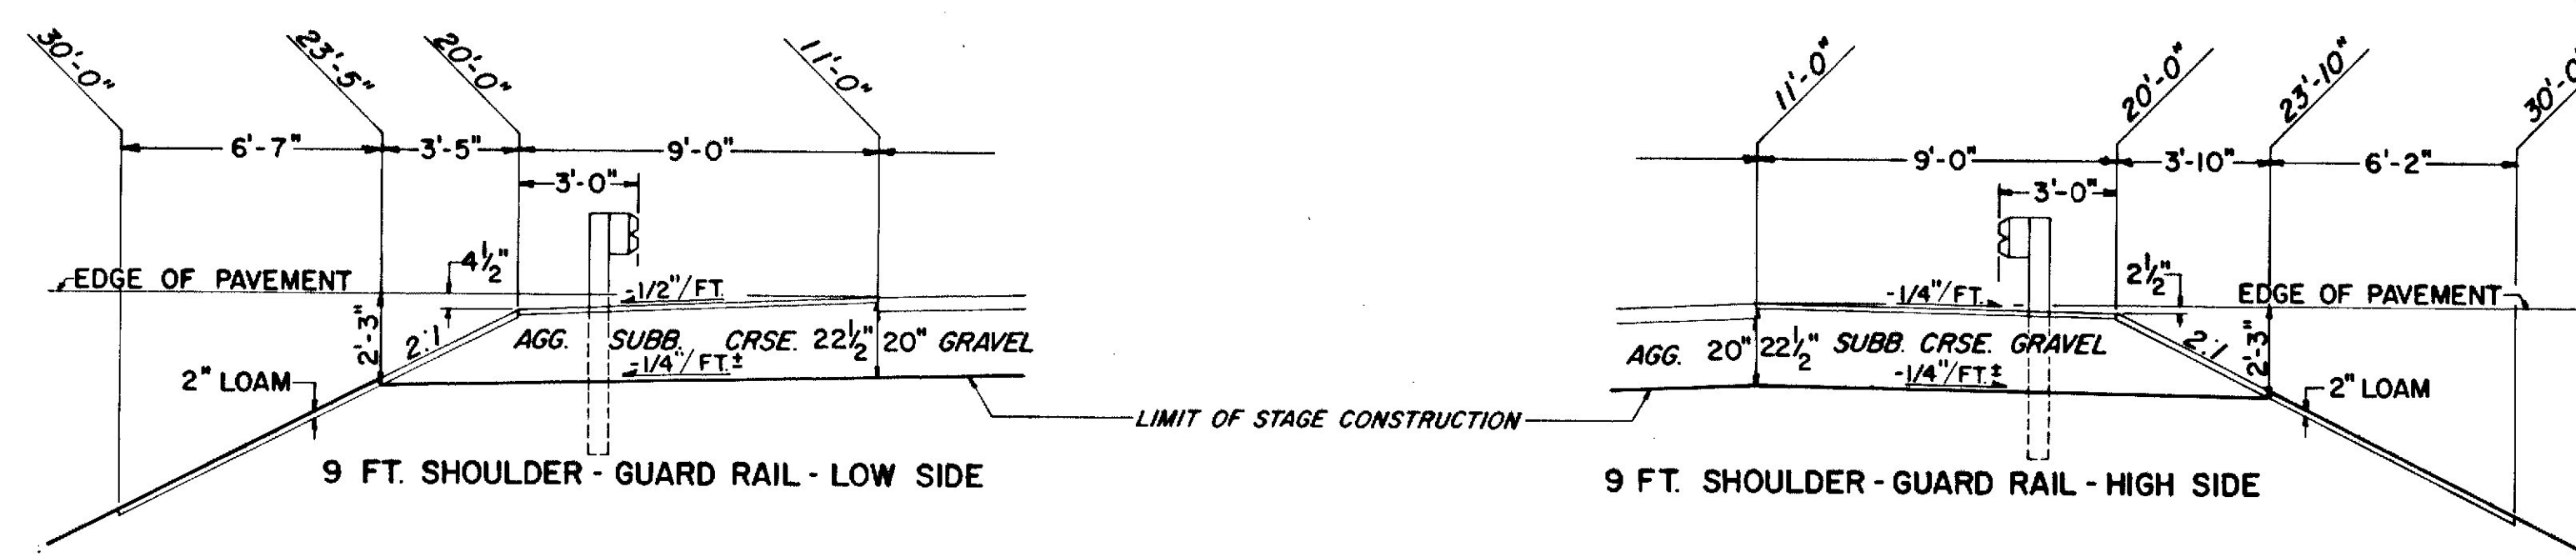 30'-0" 23'-5" 20'-0" 11'-0"
6'-7" 3'-5" 9'-0"
3'-0"
4½"
EDGE OF PAVEMENT
-1/2"/FT.
2'-3"
2:1
AGG. SUBB. CRSE. 22½" 20" GRAVEL
-1/4"/FT.±
2" LOAM
9 FT. SHOULDER - GUARD RAIL - LOW SIDE
LIMIT OF STAGE CONSTRUCTION
11'-0" 20'-0" 23'-10" 30'-0
9'-0" 3'-10" 6'-2"
3'-0"
2½"
-1/4"/FT.
EDGE OF PAVEMENT
AGG. 20" 22½" SUBB. CRSE. GRAVEL
2:1
2'-3"
-1/4"/FT.±
2" LOAM
9 FT. SHOULDER - GUARD RAIL - HIGH SIDE